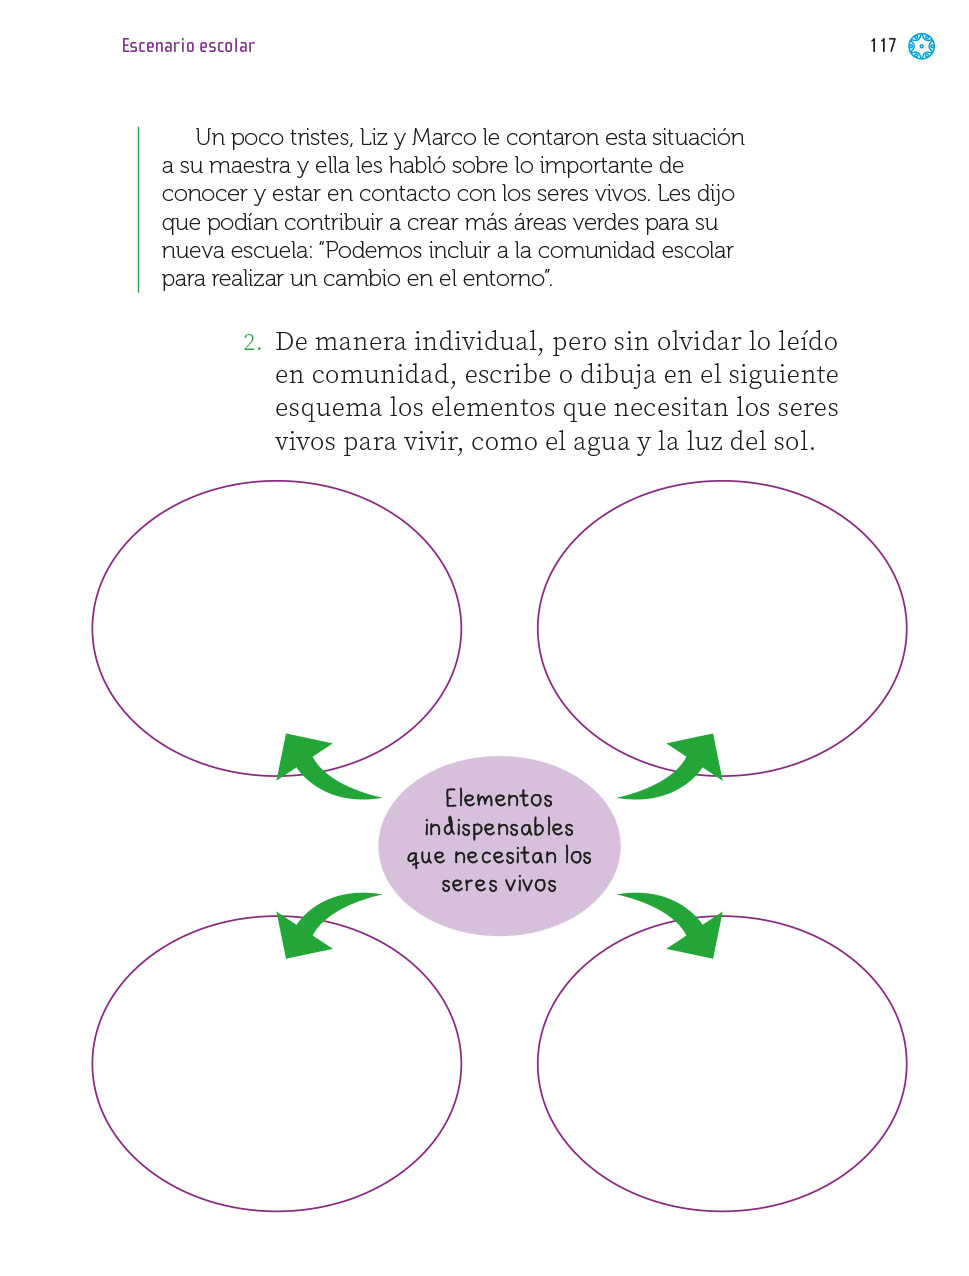 Escenario escolar
117
Un poco tristes, Liz y Marco le contaron esta situación
a su maestra y ella les habló sobre lo importante de
conocer y estar en contacto con los seres vivos. Les dijo
que podían contribuir a crear más áreas verdes para su
nueva escuela: “Podemos incluir a la comunidad escolar
para realizar un cambio en el entorno”.
2. De manera individual, pero sin olvidar lo leído
en comunidad, escribe o dibuja en el siguiente
esquema los elementos que necesitan los seres
vivos para vivir, como el agua y la luz del sol.
Elementos
indispensables
que necesitan los
seres vivos